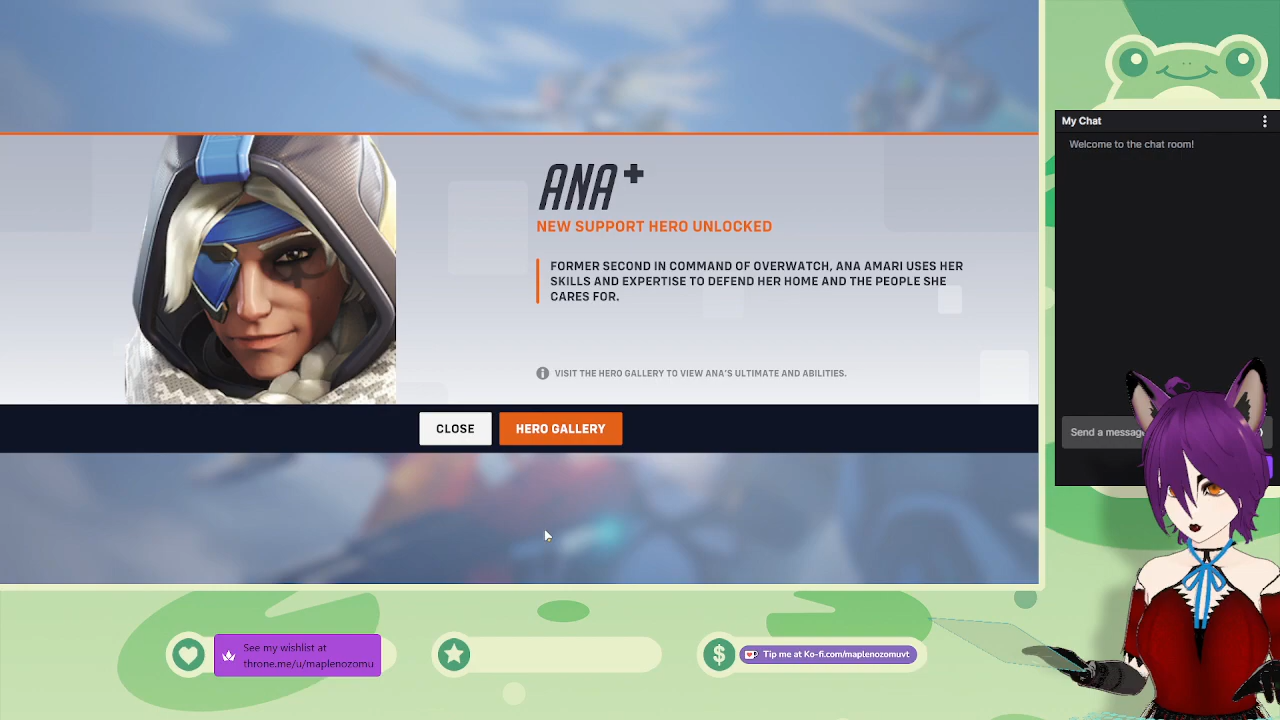 ANA+
NEW SUPPORT HERO UNLOCKED
FORMER SECOND IN COMMAND OF OVERWATCH, ANA AMARI USES HER
SKILLS AND EXPERTISE TO DEFEND HER HOME AND THE PEOPLE SHE
CARES FOR.
VISIT THE HERO GALLERY TO VIEW ANA'S ULTIMATE AND ABILITIES.
CLOSE
HERO GALLERY
My Chat
Welcome to the chat room!
Send a message
See my wishlist at
throne.me/u/maplenozomu
$
Tip me at Ko-fi.com/maplenozomuvt